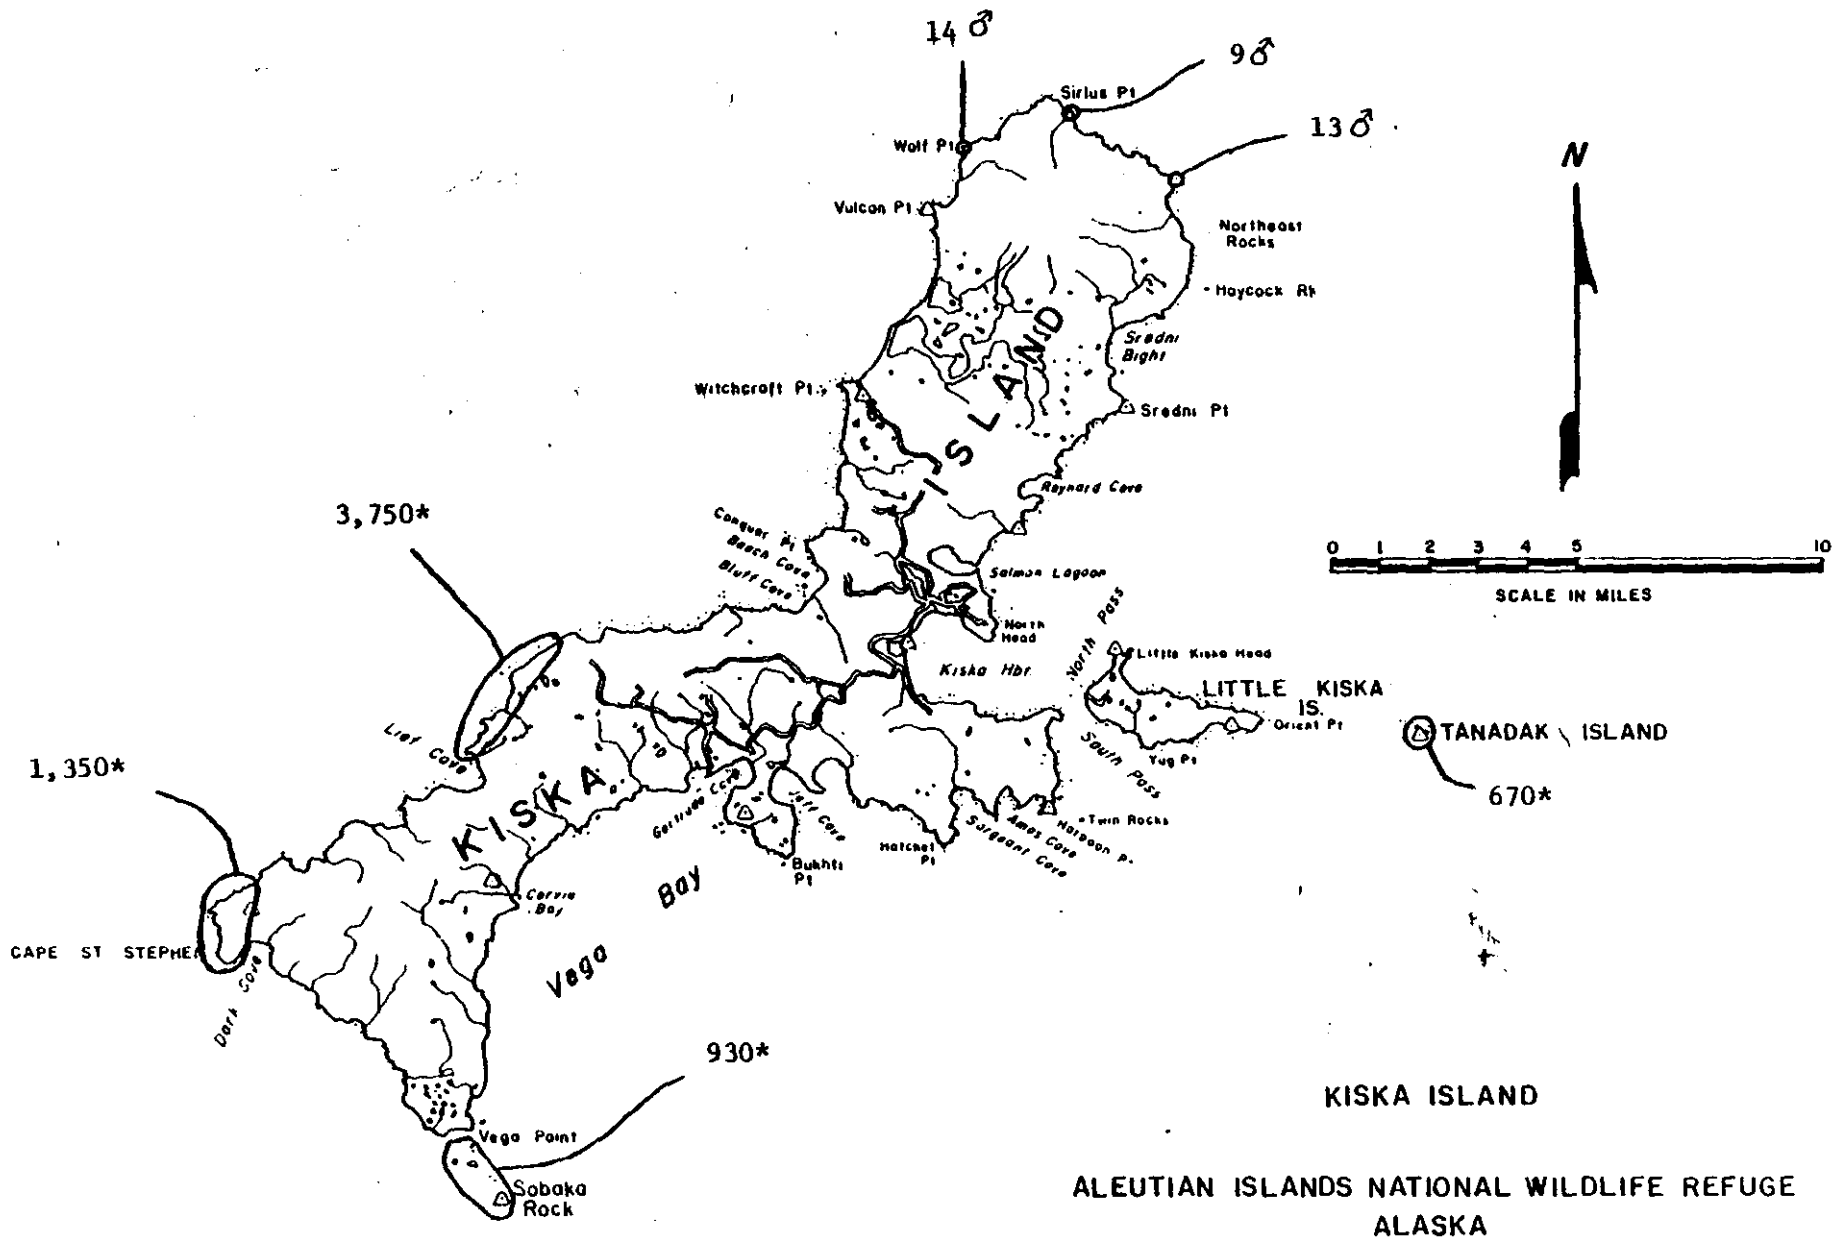 14 ♂
9 ♂
Sirius Pt
13 ♂
Wolf Pt
N
Vulcan Pt
Northeast
Rocks
Haycock Rk
Sredni
Bight
Witchcraft Pt.
Sredni Pt
KISKA ISLAND
Reynard Cove
3,750*
Conquer Pt
Beach Cove
Bluff Cove
0 1 2 3 4 5 10
SCALE IN MILES
Salmon Lagoon
North
Head
North Pass
Little Kiska Head
Kiska Hbr
LITTLE KISKA
IS.
Orient Pt
Lief Cove
TANADAK ISLAND
South Pass
Yug Pt
1,350*
670*
Gertrude Cove
Jeff Cove
Twin Rocks
Haycock P.
Amos Cove
Sargeant Cove
Hatchet
Pt
Bukhti
Pt
Corvie
Bay
Vega Bay
CAPE ST STEPHEN
Dark Cove
930*
Vega Point
Sobaka
Rock
KISKA ISLAND
ALEUTIAN ISLANDS NATIONAL WILDLIFE REFUGE
ALASKA